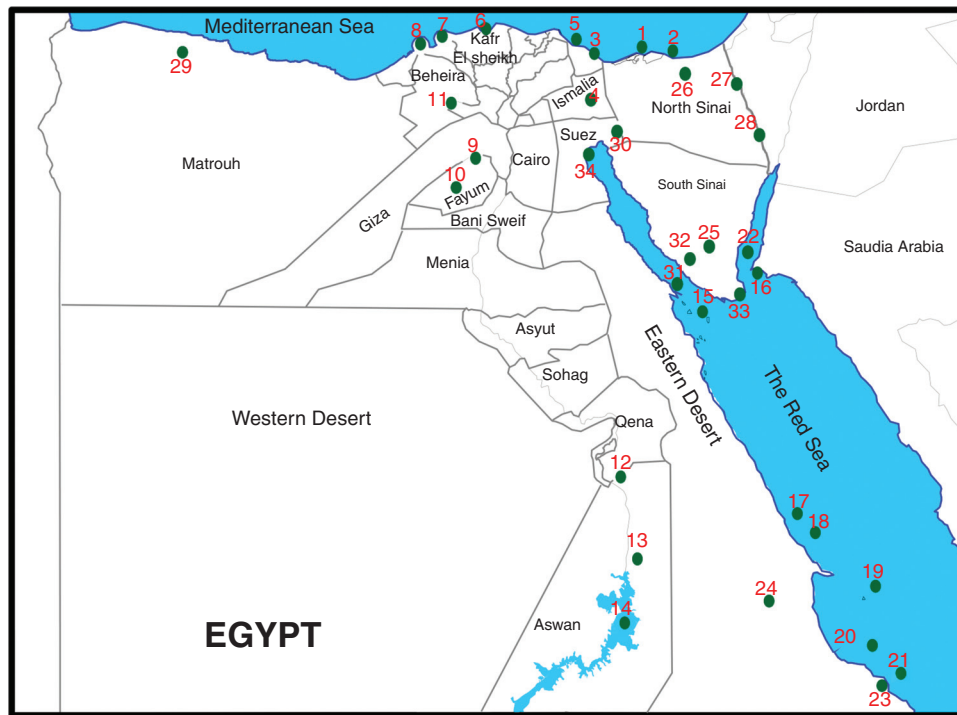 Mediterranean Sea
6
7
8
5
3
1
2
Kafr
El sheikh
29
Beheira
26
27
11
Ismalia
4
North Sinai
Jordan
28
Suez
30
Matrouh
9
Cairo
34
10
Fayum
South Sinai
Giza
Bani Sweif
32
25
22
Saudia Arabia
Menia
31
16
15
33
Asyut
Eastern Desert
Sohag
The Red Sea
Western Desert
Qena
12
17
18
13
19
24
14
Aswan
EGYPT
20
21
23